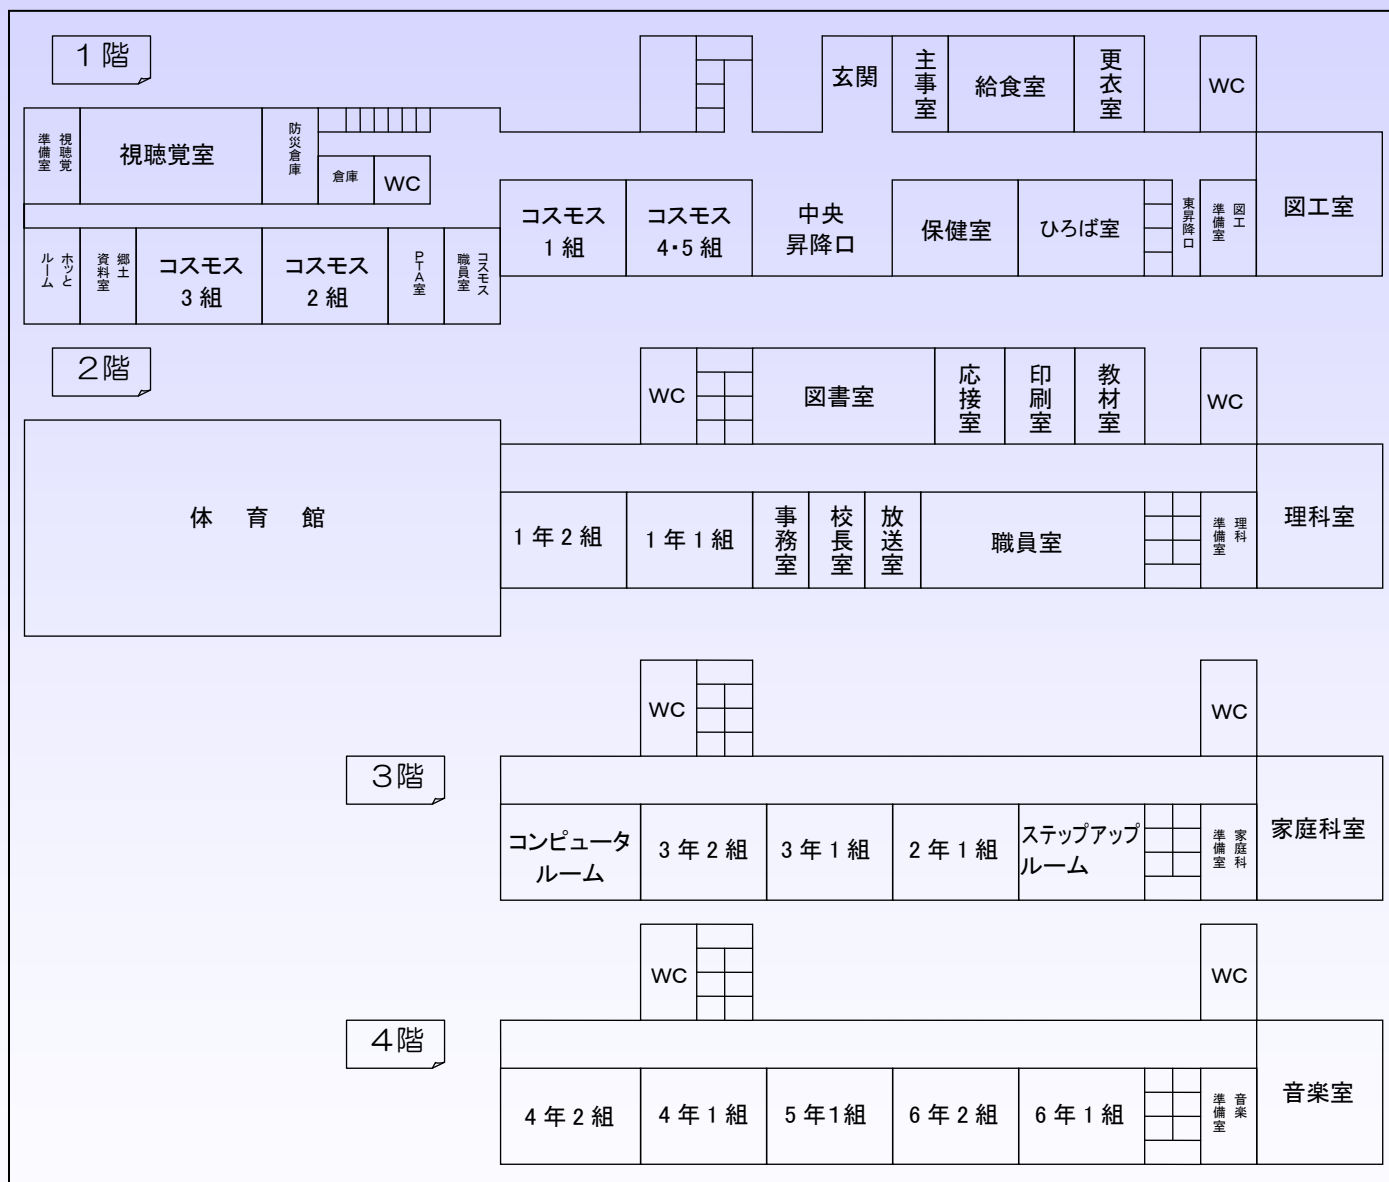 1階
玄関
主事室
給食室
更衣室
WC
視聴覚
準備室
視聴覚室
防災倉庫
倉庫
WC
コスモス
1組
コスモス
4・5組
中央
昇降口
保健室
ひろば室
東昇降口
図工
準備室
図工室
ホッと
ルーム
郷土
資料室
コスモス
3組
コスモス
2組
PTA室
コスモス
職員室
2階
WC
図書室
応接室
印刷室
教材室
WC
体育館
1年2組
1年1組
事務室
校長室
放送室
職員室
理科
準備室
理科室
WC
WC
3階
コンピュータ
ルーム
3年2組
3年1組
2年1組
ステップアップ
ルーム
家庭科
準備室
家庭科室
WC
WC
4階
4年2組
4年1組
5年1組
6年2組
6年1組
音楽
準備室
音楽室